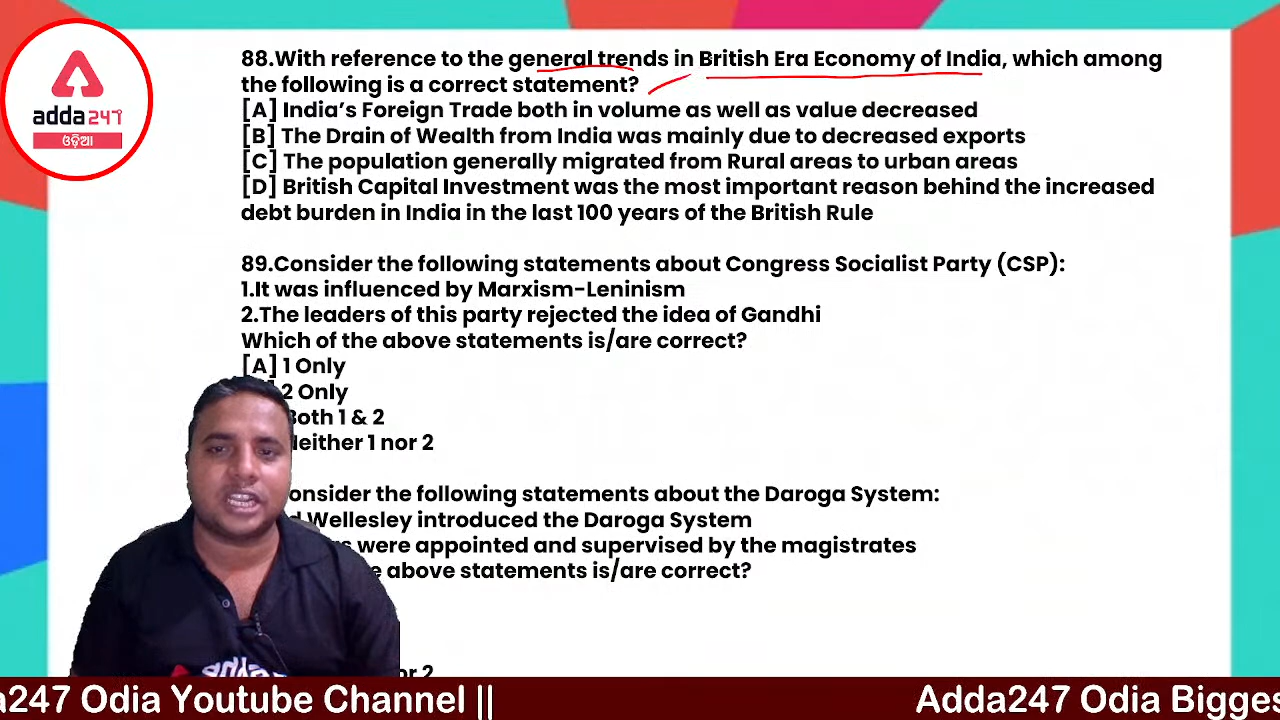 adda247
ଓଡ଼ିଆ
88.With reference to the general trends in British Era Economy of India, which among
the following is a correct statement?
[A] India's Foreign Trade both in volume as well as value decreased
[B] The Drain of Wealth from India was mainly due to decreased exports
[C] The population generally migrated from Rural areas to urban areas
[D] British Capital Investment was the most important reason behind the increased
debt burden in India in the last 100 years of the British Rule
89.Consider the following statements about Congress Socialist Party (CSP):
1.It was influenced by Marxism-Leninism
2.The leaders of this party rejected the idea of Gandhi
Which of the above statements is/are correct?
[A] 1 Only
2 Only
Both 1 & 2
Neither 1 nor 2
onsider the following statements about the Daroga System:
Wellesley introduced the Daroga System
were appointed and supervised by the magistrates
above statements is/are correct?
or 2
a247 Odia Youtube Channel || Adda247 Odia Bigges